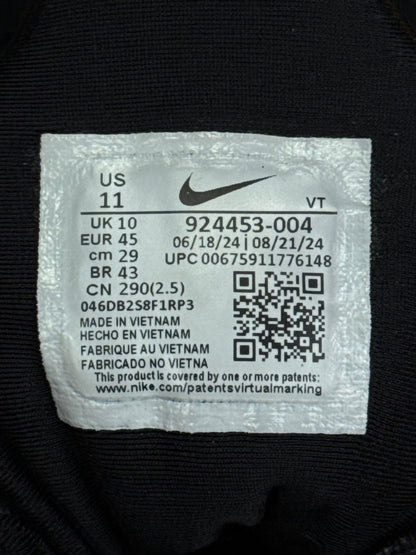 US
11 VT
UK 10 924453-004
EUR 45 06/18/24 | 08/21/24
cm 29 UPC 00675911776148
BR 43
CN 290(2.5)
046DB2S8F1RP3
MADE IN VIETNAM
HECHO EN VIETNAM
FABRIQUE AU VIETNAM
FABRICADO NO VIETNA
This product is covered by one or more patents:
www.nike.com/patentsvirtualmarking